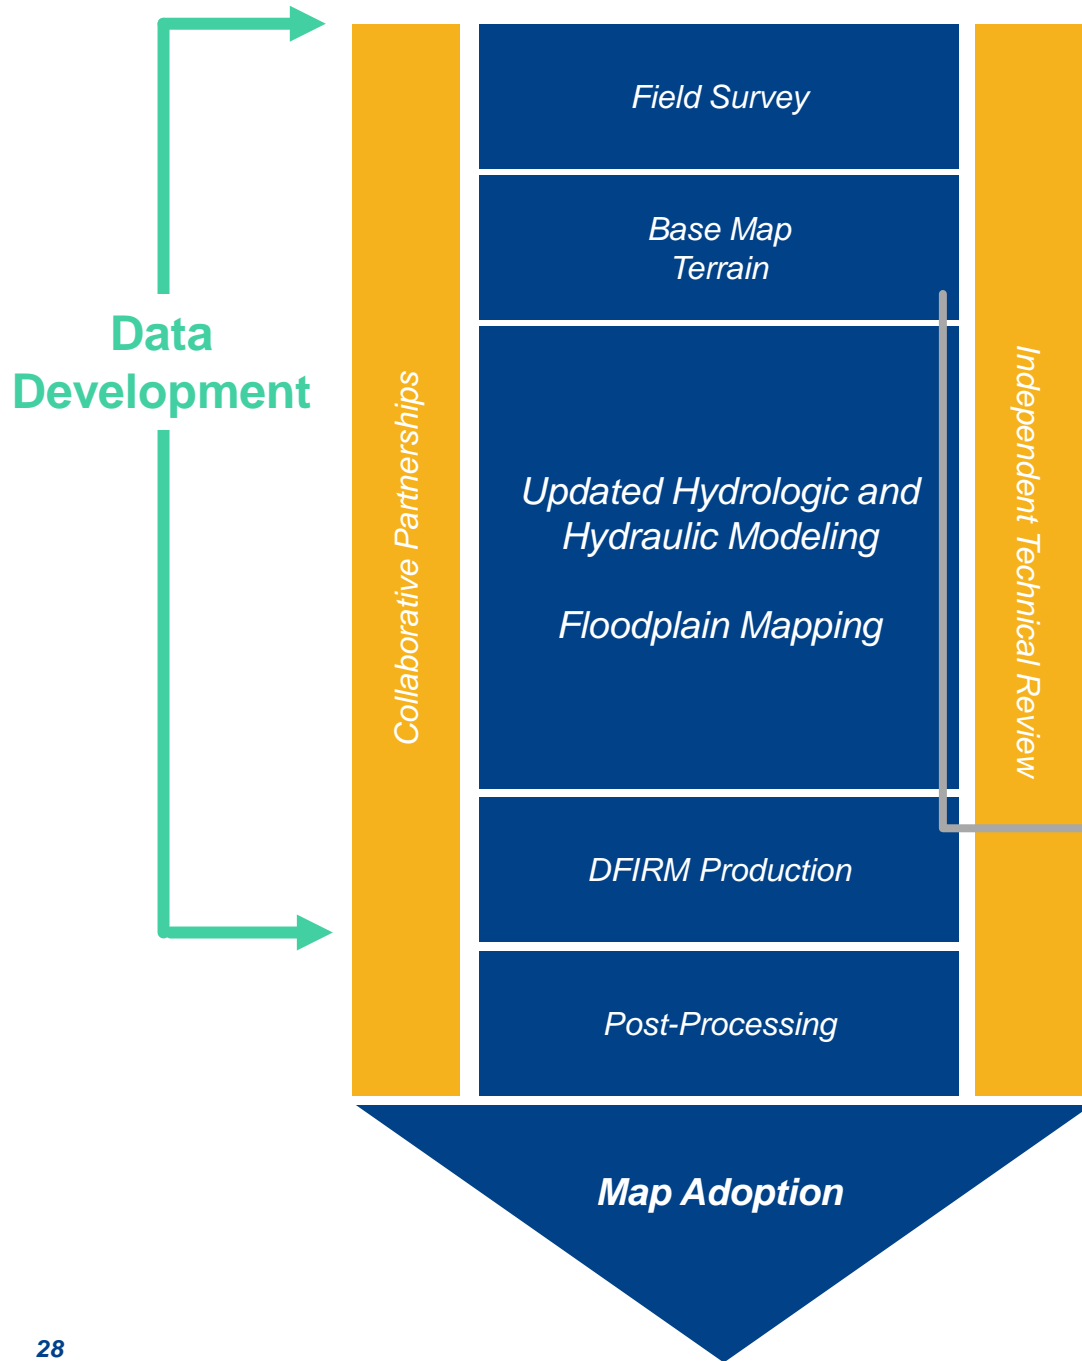 Data
Development
Collaborative Partnerships
Field Survey
Base Map
Terrain
Updated Hydrologic and
Hydraulic Modeling
Floodplain Mapping
DFIRM Production
Post-Processing
Independent Technical Review
Map Adoption
28